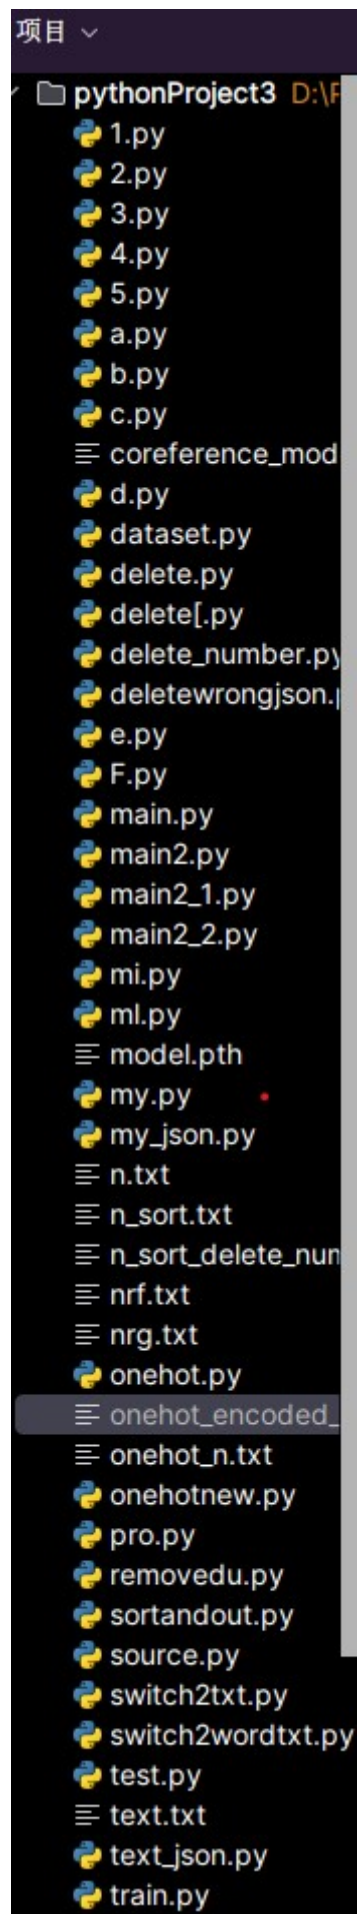 项目
pythonProject3 D:\
1.py
2.py
3.py
4.py
5.py
a.py
b.py
c.py
coreference_mod
d.py
dataset.py
delete.py
delete[.py
delete_number.py
deletewrongjson.
e.py
F.py
main.py
main2.py
main2_1.py
main2_2.py
mi.py
ml.py
model.pth
my.py
my_json.py
n.txt
n_sort.txt
n_sort_delete_num
nrf.txt
nrg.txt
onehot.py
onehot_encoded_
onehot_n.txt
onehotnew.py
pro.py
removedu.py
sortandout.py
source.py
switch2txt.py
switch2wordtxt.py
test.py
text.txt
text_json.py
train.py